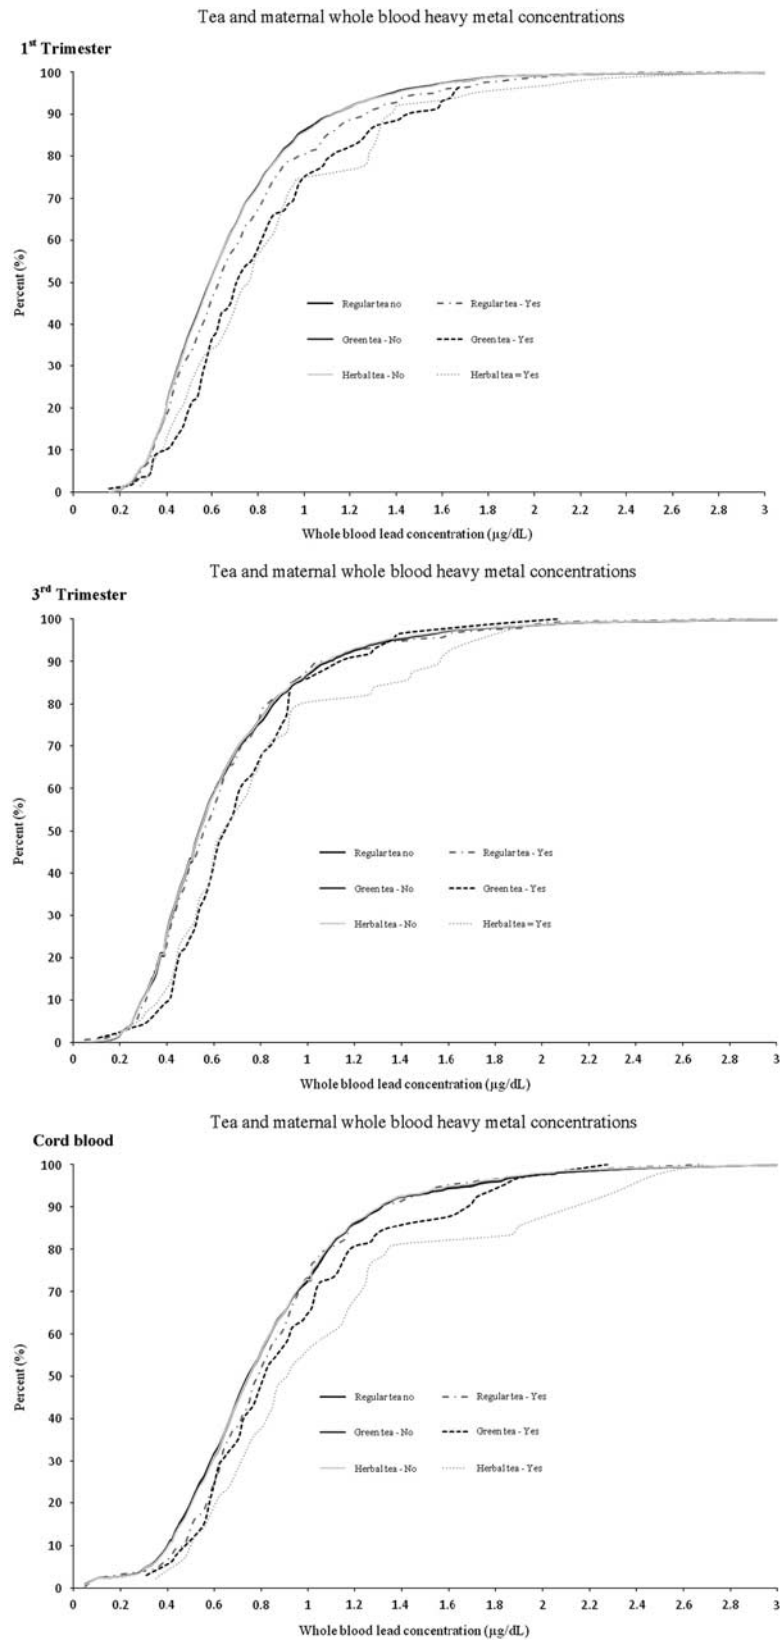 Tea and maternal whole blood heavy metal concentrations
1st Trimester
100
90
80
70
60
50
40
30
20
10
0
Percent (%)
Regular tea no
Regular tea - Yes
Green tea - No
Green tea - Yes
Herbal tea - No
Herbal tea = Yes
0 0.2 0.4 0.6 0.8 1 1.2 1.4 1.6 1.8 2 2.2 2.4 2.6 2.8 3
Whole blood lead concentration (µg/dL)
Tea and maternal whole blood heavy metal concentrations
3rd Trimester
100
90
80
70
60
50
40
30
20
10
0
Percent (%)
Regular tea no
Regular tea - Yes
Green tea - No
Green tea - Yes
Herbal tea - No
Herbal tea = Yes
0 0.2 0.4 0.6 0.8 1 1.2 1.4 1.6 1.8 2 2.2 2.4 2.6 2.8 3
Whole blood lead concentration (µg/dL)
Tea and maternal whole blood heavy metal concentrations
Cord blood
100
90
80
70
60
50
40
30
20
10
0
Percent (%)
Regular tea no
Regular tea - Yes
Green tea - No
Green tea - Yes
Herbal tea - No
Herbal tea - Yes
0 0.2 0.4 0.6 0.8 1 1.2 1.4 1.6 1.8 2 2.2 2.4 2.6 2.8 3
Whole blood lead concentration (µg/dL)